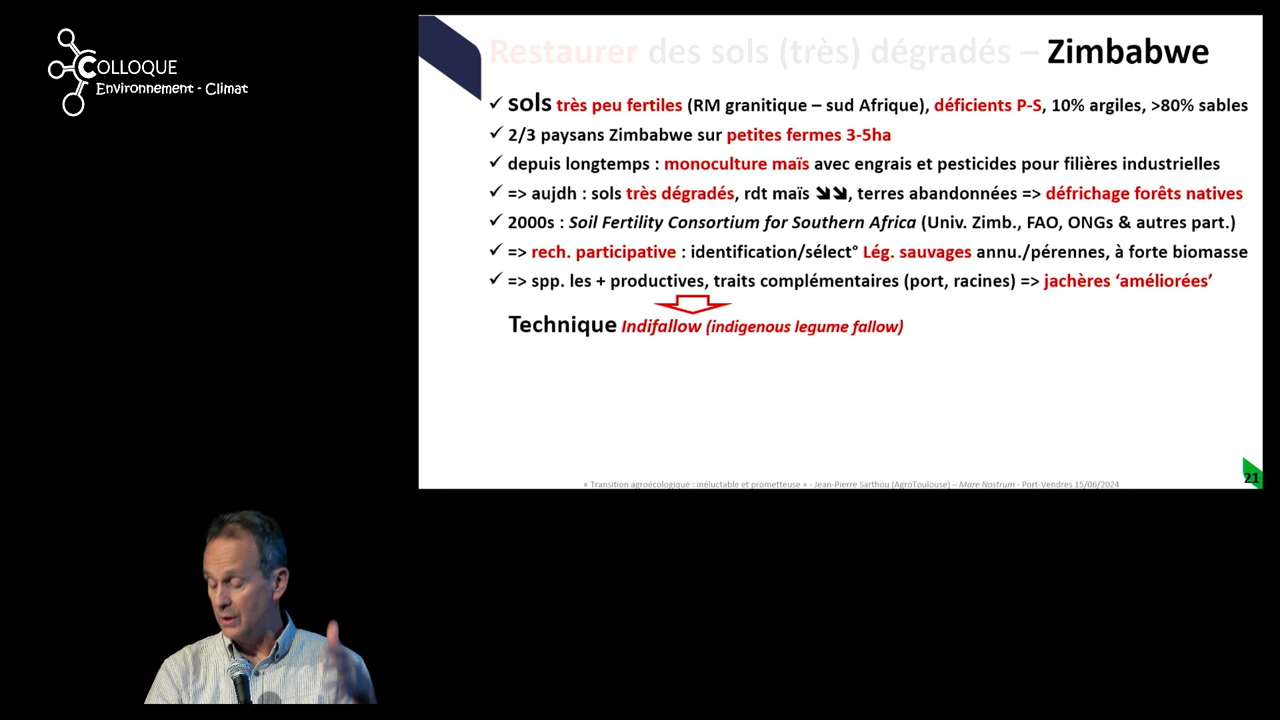 COLLOQUE
Environnement - Climat
Restaurer des sols (très) dégradés – Zimbabwe
✓ sols très peu fertiles (RM granitique – sud Afrique), déficients P-S, 10% argiles, >80% sables
✓ 2/3 paysans Zimbabwe sur petites fermes 3-5ha
✓ depuis longtemps : monoculture maïs avec engrais et pesticides pour filières industrielles
✓ => aujdh : sols très dégradés, rdt maïs ➘➘, terres abandonnées => défrichage forêts natives
✓ 2000s : Soil Fertility Consortium for Southern Africa (Univ. Zimb., FAO, ONGs & autres part.)
✓ => rech. participative : identification/sélect° Lég. sauvages annu./pérennes, à forte biomasse
✓ => spp. les + productives, traits complémentaires (port, racines) => jachères ‘améliorées’
Technique Indifallow (indigenous legume fallow)
21
« Transition agroécologique : inéluctable et prometteuse » - Jean-Pierre Sarthou (AgroToulouse) – Mare Nostrum - Port-Vendres 15/06/2024